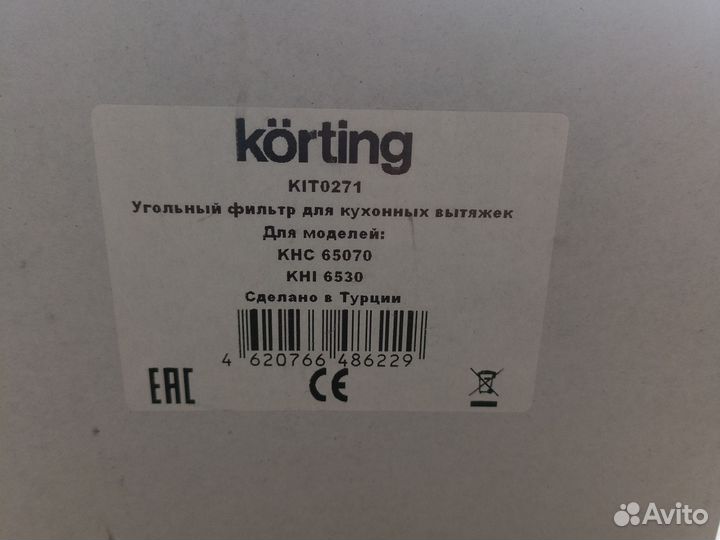 körting
KIT0271
Угольный фильтр для кухонных вытяжек
Для моделей:
KHC 65070
KHI 6530
Сделано в Турции
4 620766 486229
EAC CE
Avito